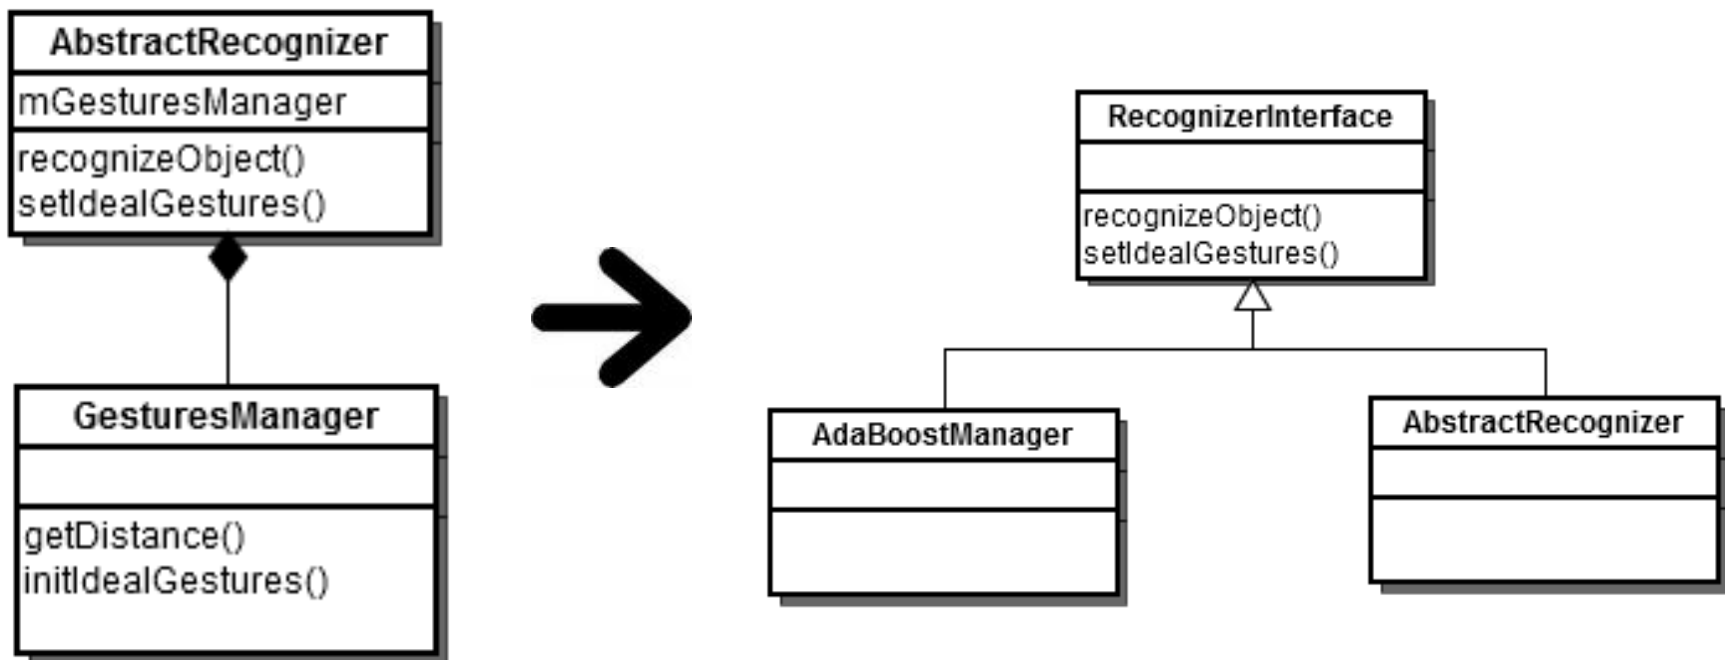 AbstractRecognizer
mGesturesManager
recognizeObject()
setIdealGestures()
GesturesManager
getDistance()
initIdealGestures()
RecognizerInterface
recognizeObject()
setIdealGestures()
AdaBoostManager
AbstractRecognizer